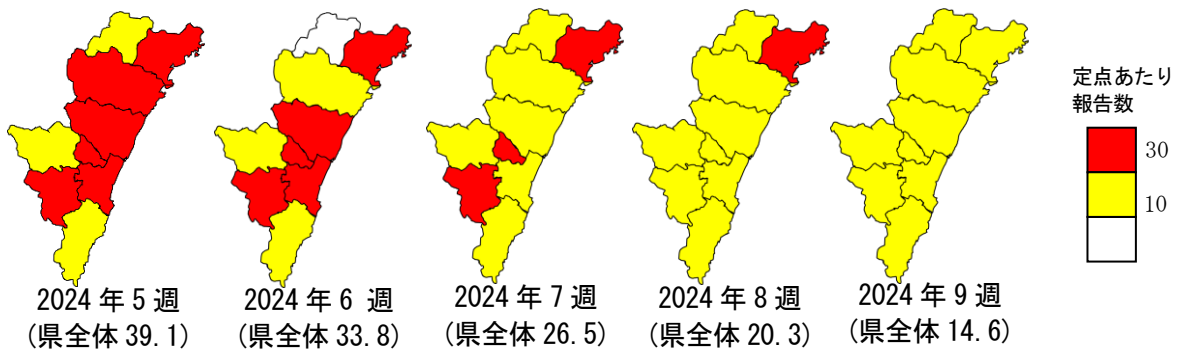 定点あたり
報告数
30
10
2024年5週
(県全体39.1)
2024年6 週
(県全体33.8)
2024年7週
(県全体26.5)
2024年8週
(県全体20.3)
2024年9週
(県全体14.6)